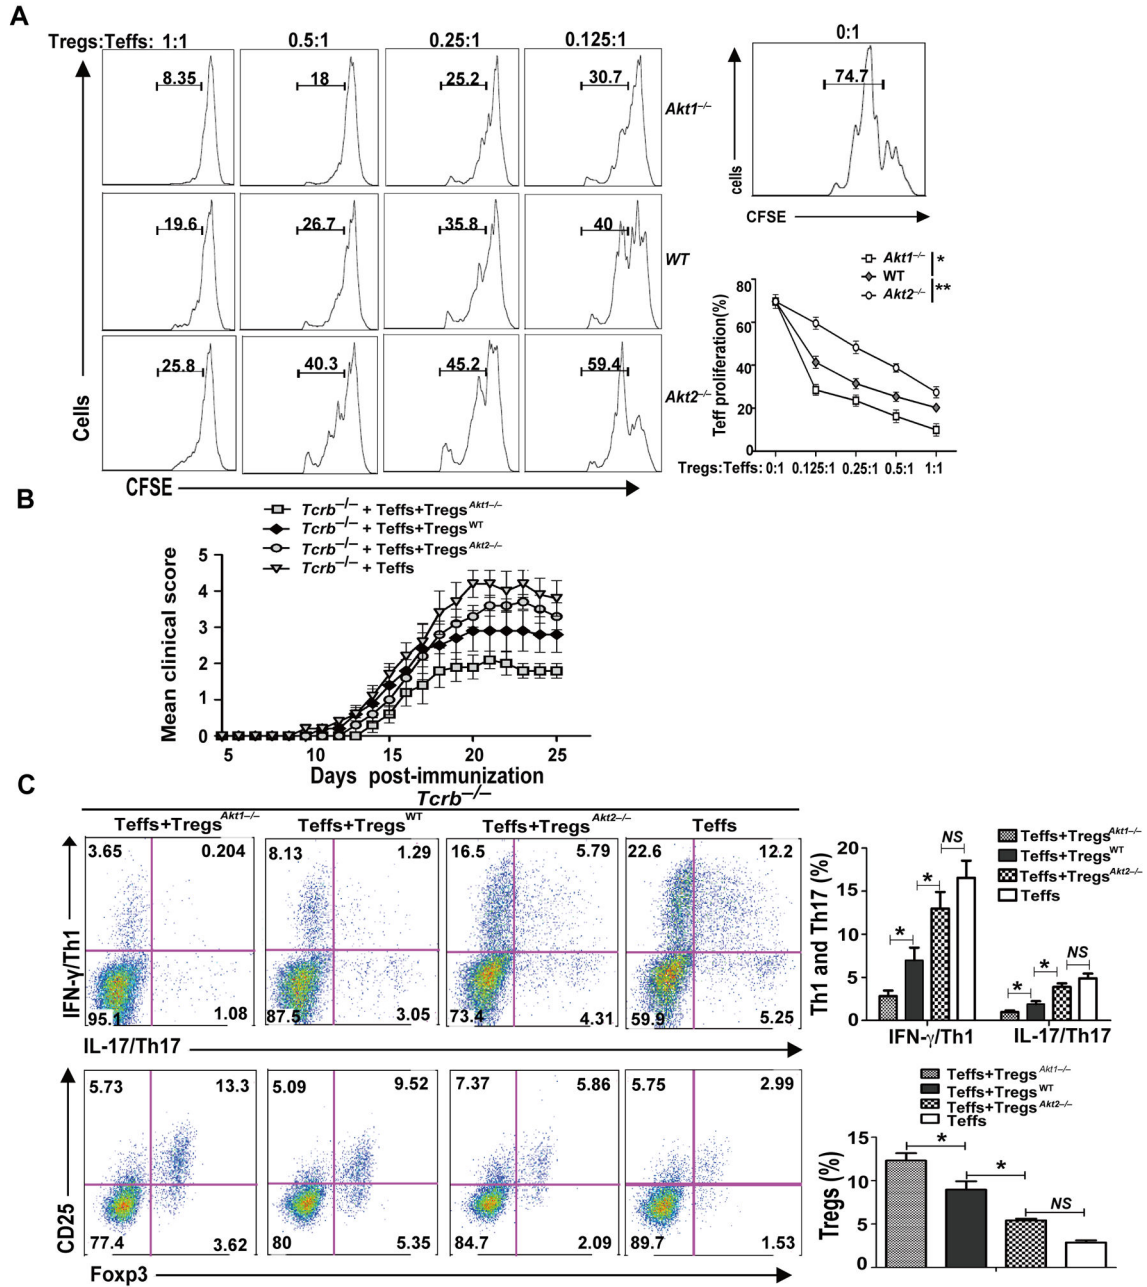 A
Tregs:Teffs: 1:1 0.5:1 0.25:1 0.125:1 0:1
8.35 18 25.2 30.7 Akt1–/–
74.7
cells
CFSE
19.6 26.7 35.8 40 WT
25.8 40.3 45.2 59.4 Akt2–/–
Cells
CFSE
Akt1–/– *
WT
Akt2–/– **
Teff proliferation(%)
80
60
40
20
0
Tregs:Teffs: 0:1 0.125:1 0.25:1 0.5:1 1:1
B
Tcrb–/– + Teffs+TregsAkt1–/–
Tcrb–/– + Teffs+TregsWT
Tcrb–/– + Teffs+TregsAkt2–/–
Tcrb–/– + Teffs
Mean clinical score
5
4
3
2
1
0
5 10 15 20 25
Days post-immunization
C
Tcrb–/–
Teffs+TregsAkt1–/– Teffs+TregsWT Teffs+TregsAkt2–/– Teffs
3.65 0.204 8.13 1.29 16.5 5.79 22.6 12.2
95.1 1.08 87.5 3.05 73.4 4.31 59.9 5.25
IFN-γ/Th1
IL-17/Th17
Teffs+TregsAkt1–/–
Teffs+TregsWT
Teffs+TregsAkt2–/–
Teffs
Th1 and Th17 (%)
20
15
10
5
0
* * NS
* * NS
IFN-γ/Th1 IL-17/Th17
5.73 13.3 5.09 9.52 7.37 5.86 5.75 2.99
77.4 3.62 80 5.35 84.7 2.09 89.7 1.53
CD25
Foxp3
Teffs+TregsAkt1–/–
Teffs+TregsWT
Teffs+TregsAkt2–/–
Teffs
Tregs (%)
15
10
5
0
* * NS